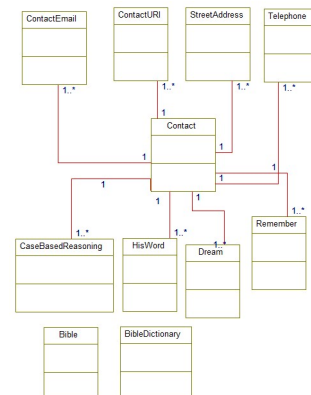 ContactEmail
ContactURI
StreetAddress
Telephone
1..*
1..*
1..*
1..*
1
Contact
1
1
1
1
1
1
1
1
1..*
1..*
1..*
1..*
CaseBasedReasoning
HisWord
Dream
Remember
Bible
BibleDictionary